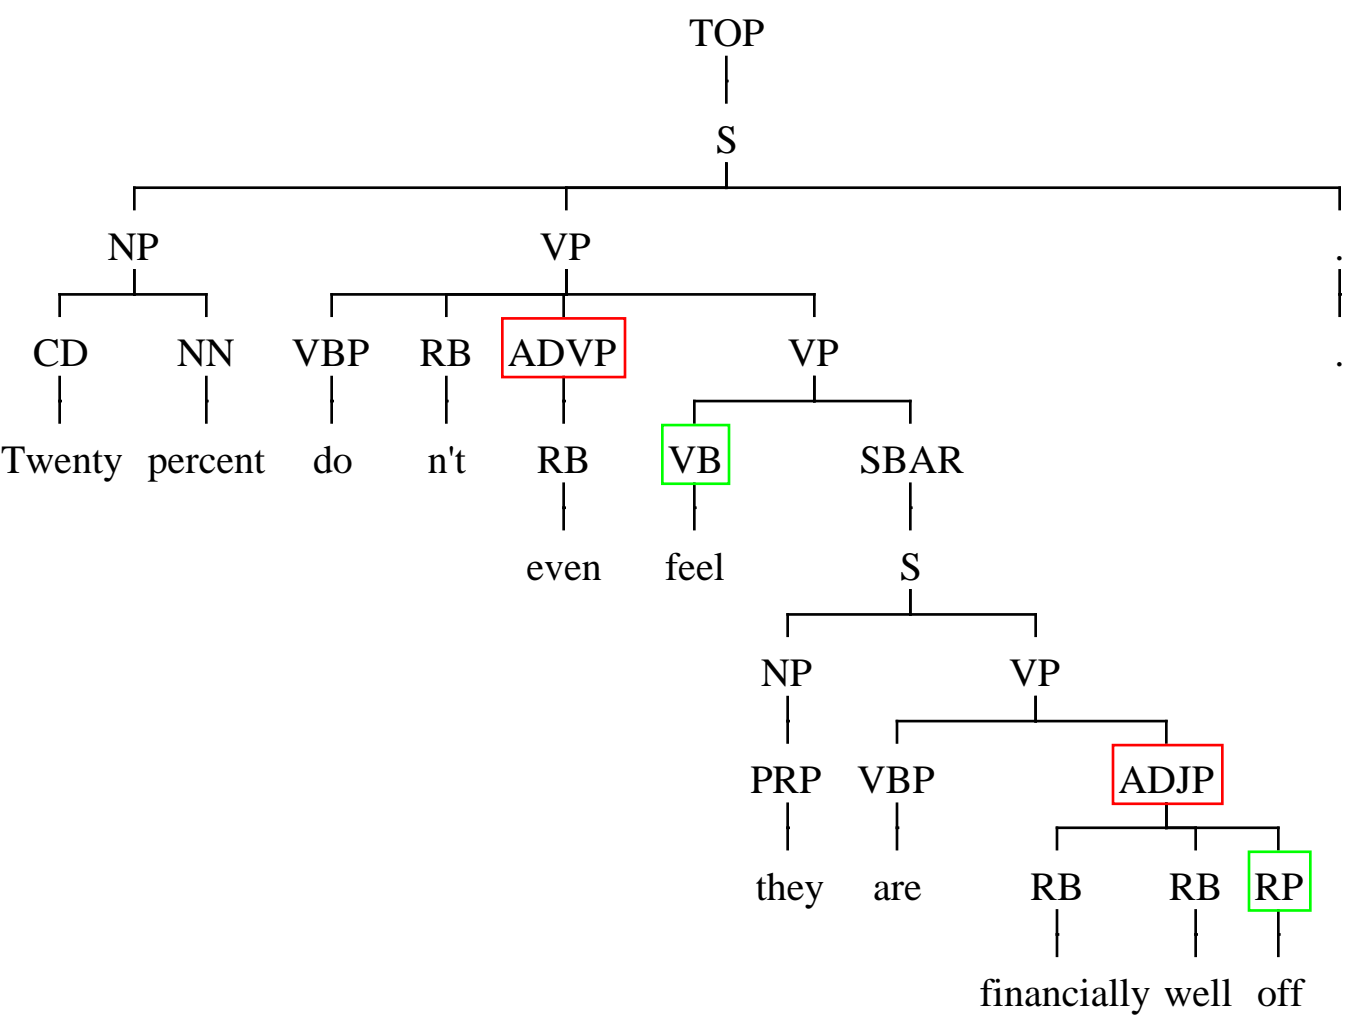 TOP
S
NP VP .
CD NN VBP RB ADVP VP .
Twenty percent do n't RB VB SBAR
even feel S
NP VP
PRP VBP ADJP
they are RB RB RP
financially well off